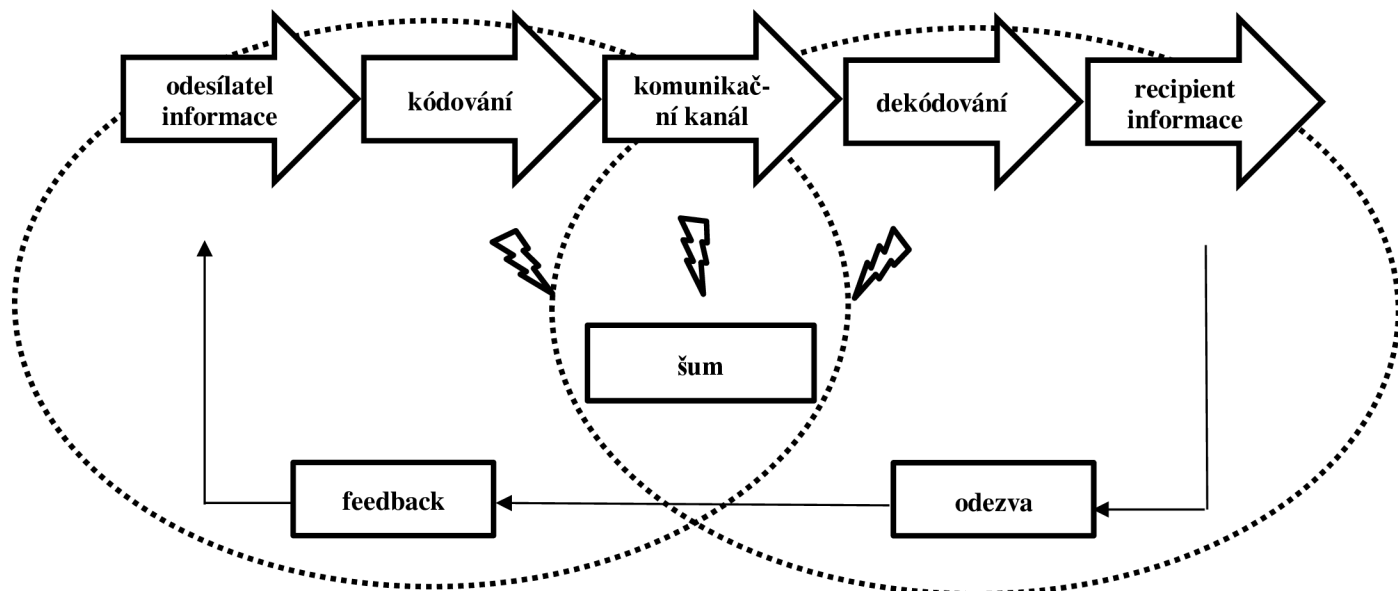 odesílatel
informace
kódování
komunikač-
ní kanál
dekódování
recipient
informace
šum
feedback
odezva